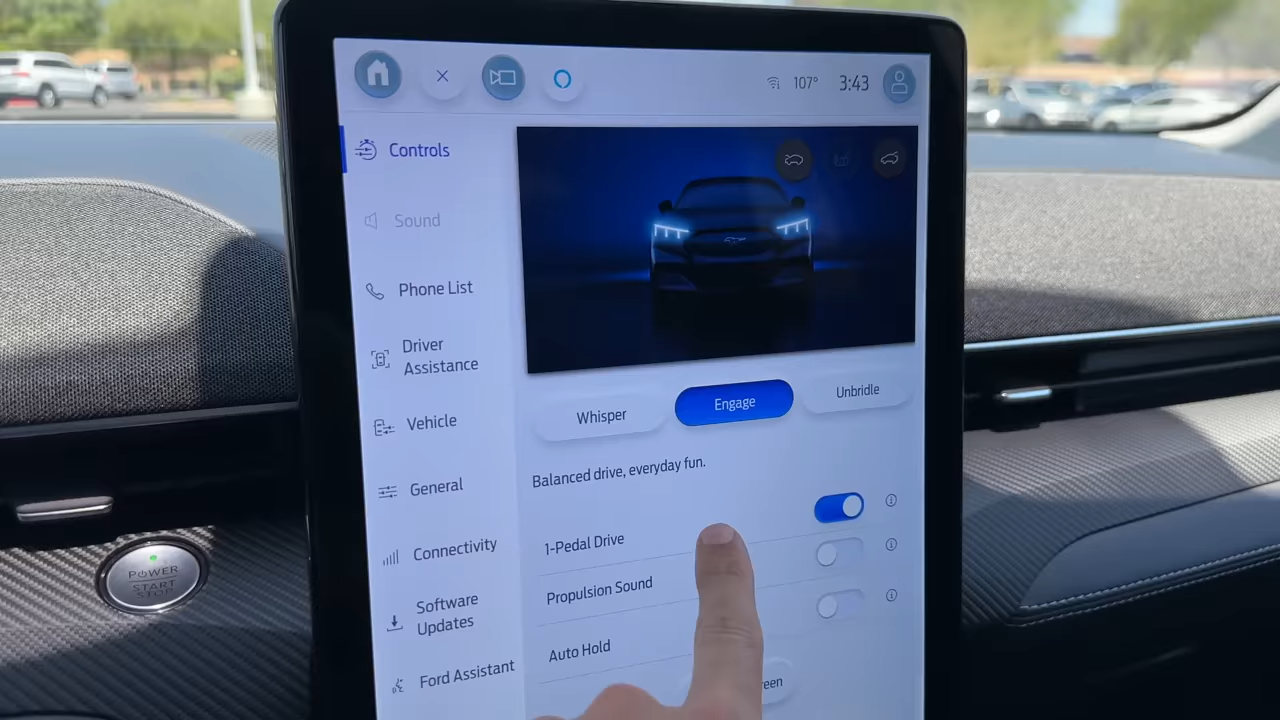 107° 3:43
Controls
Sound
Phone List
Driver
Assistance
Vehicle
General
Connectivity
Software
Updates
Ford Assistant
Whisper Engage Unbridle
Balanced drive, everyday fun.
1-Pedal Drive
Propulsion Sound
Auto Hold
POWER
START
STOP